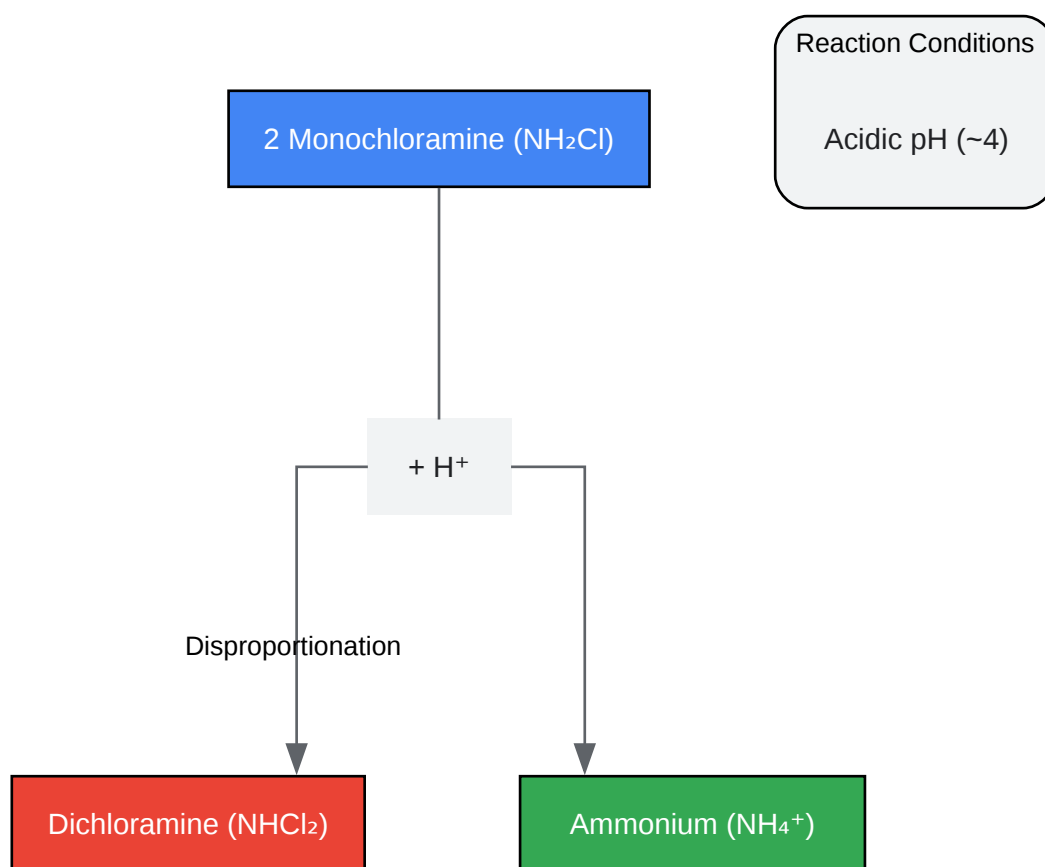 Reaction Conditions
2 Monochloramine (NH₂Cl)
Acidic pH (~4)
+ H⁺
Disproportionation
Dichloramine (NHCl₂)
Ammonium (NH₄⁺)